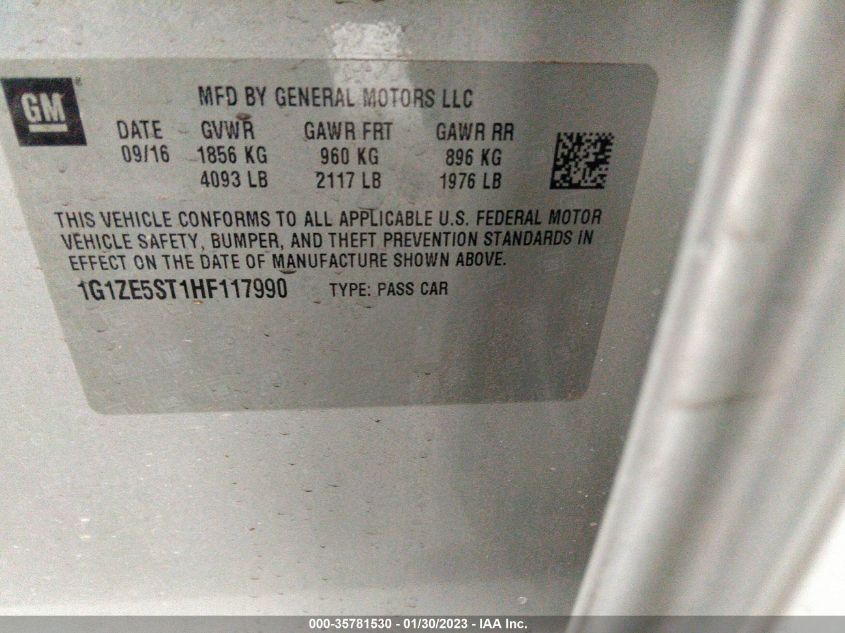 GM
MFD BY GENERAL MOTORS LLC
DATE GVWR GAWR FRT GAWR RR
09/16 1856 KG 960 KG 896 KG
4093 LB 2117 LB 1976 LB
THIS VEHICLE CONFORMS TO ALL APPLICABLE U.S. FEDERAL MOTOR
VEHICLE SAFETY, BUMPER, AND THEFT PREVENTION STANDARDS IN
EFFECT ON THE DATE OF MANUFACTURE SHOWN ABOVE.
1G1ZE5ST1HF117990 TYPE: PASS CAR
000-35781530 - 01/30/2023 - IAA Inc.